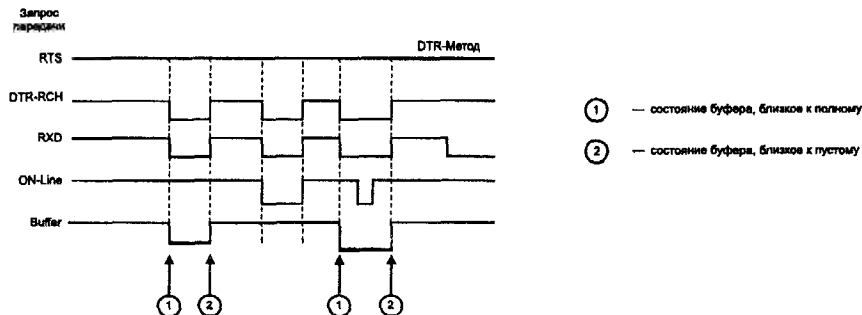 Запрос
передачи
DTR-Метод
RTS
DTR-RCH
RXD
ON-Line
Buffer
1 — состояние буфера, близкое к полному
2 — состояние буфера, близкое к пустому
1 2 1 2